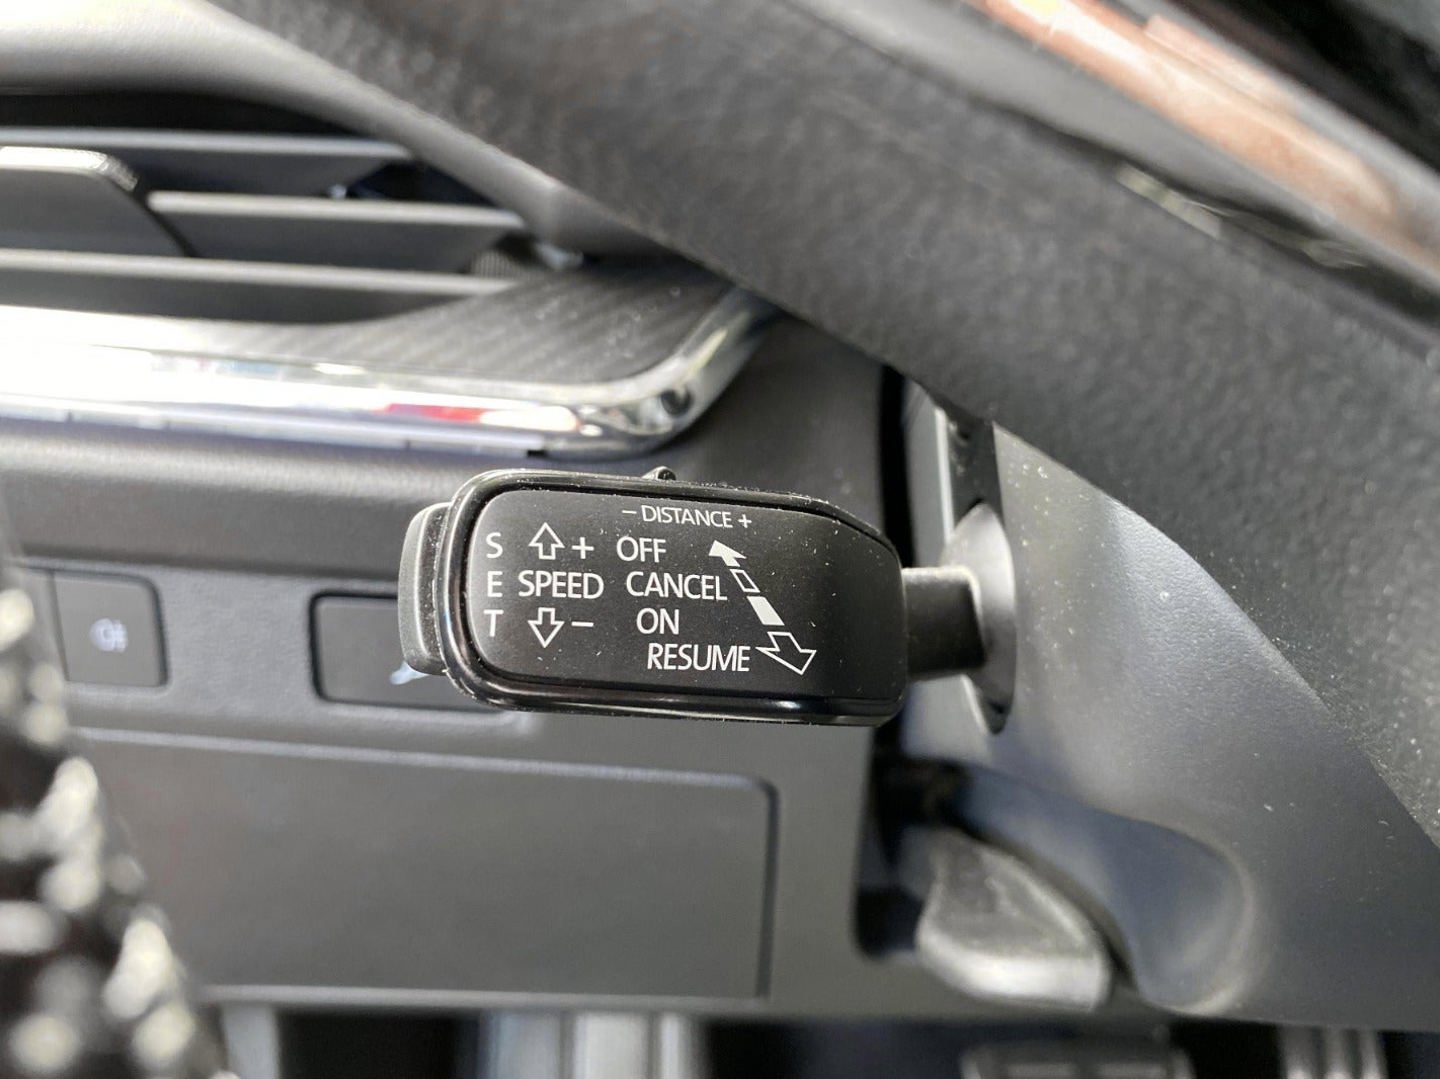 − DISTANCE +
S + OFF
E SPEED CANCEL
T − ON
RESUME